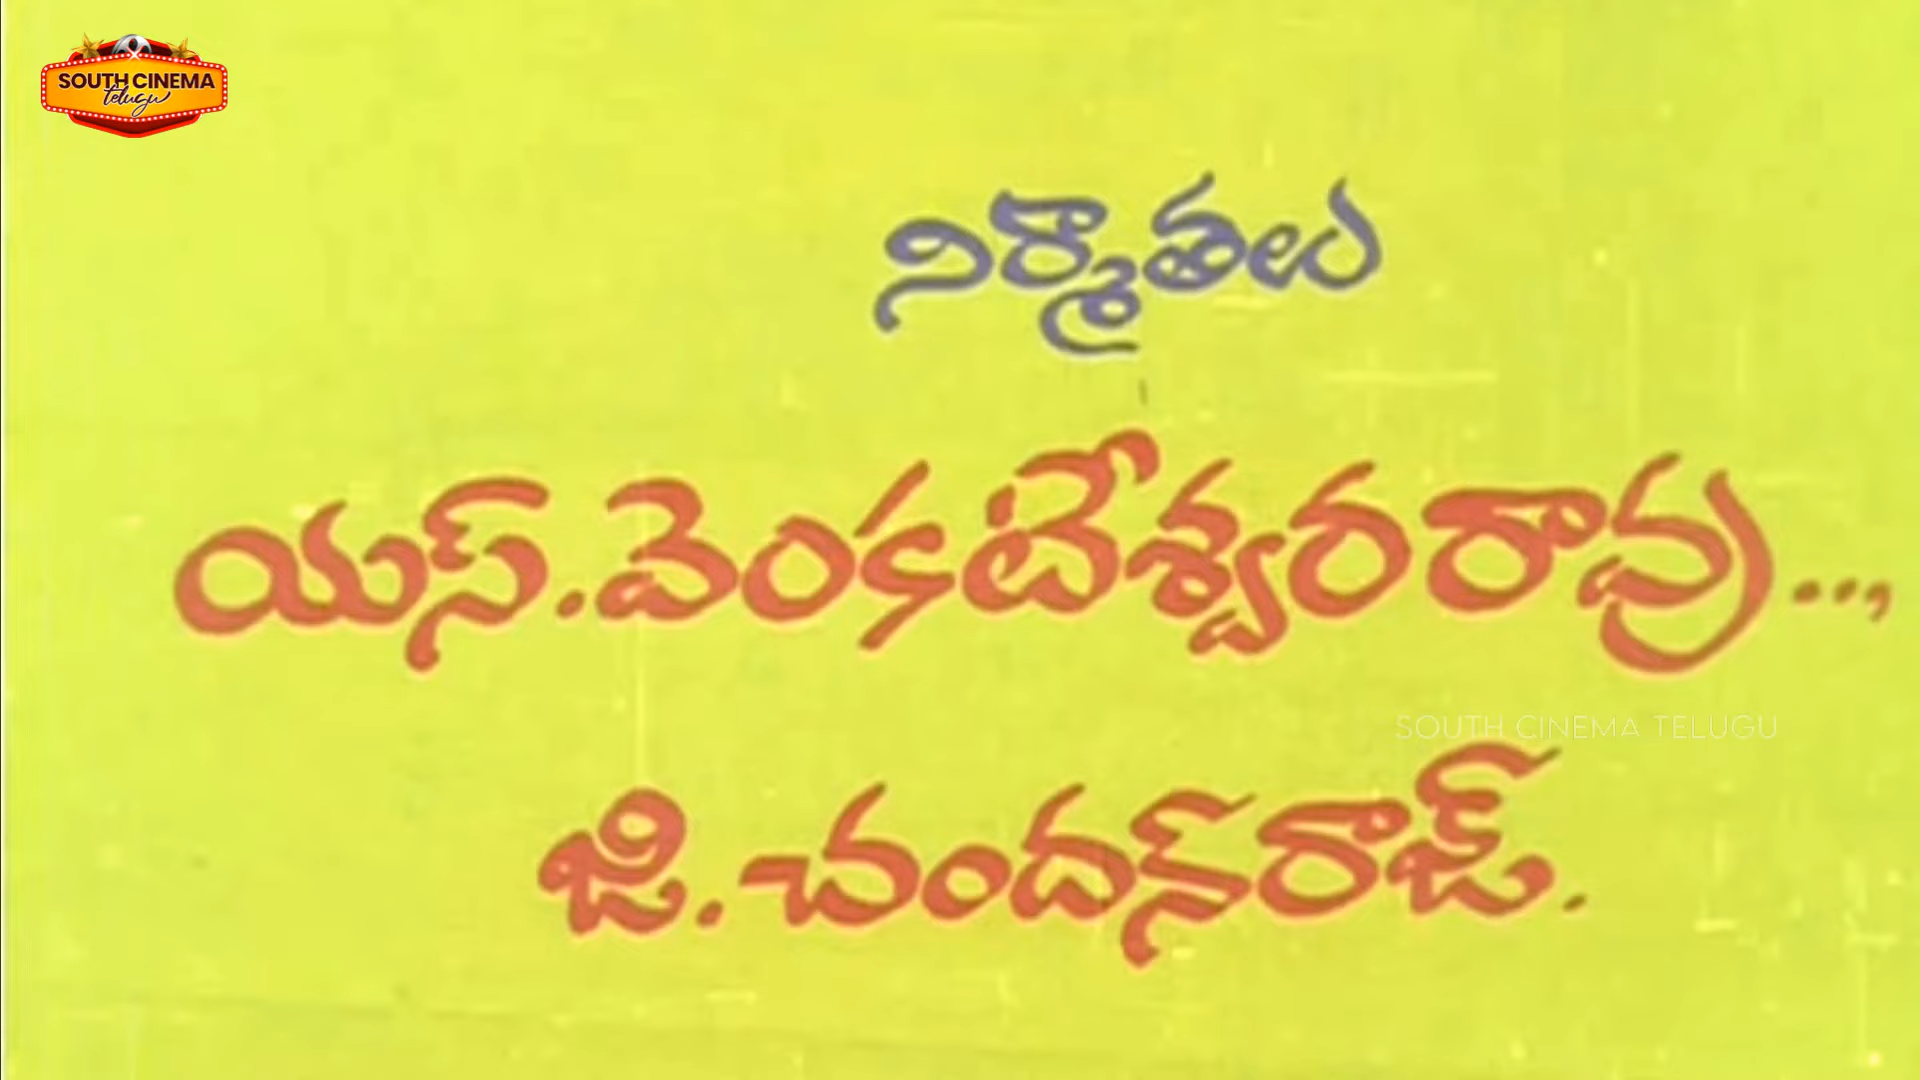 SOUTH CINEMA
telugu
నిర్మాతలు
యస్.వెంకటేశ్వరరావు..,
SOUTH CINEMA TELUGU
జి.చందన్‌రాజ్.